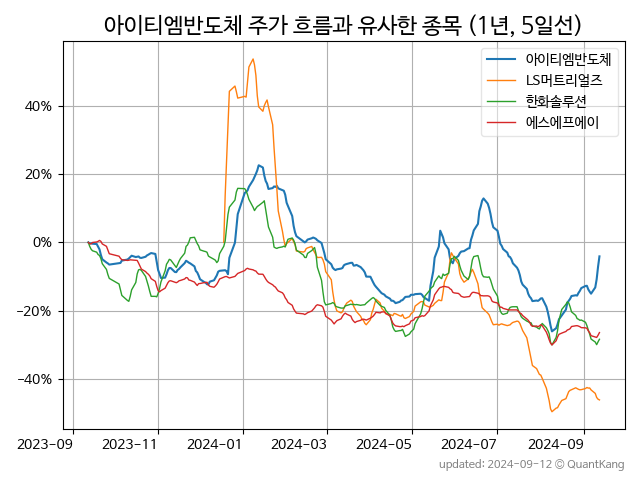 아이티엠반도체 주가 흐름과 유사한 종목 (1년, 5일선)
아이티엠반도체
LS머트리얼즈
한화솔루션
에스에프에이
40%
20%
0%
−20%
−40%
2023-09 2023-11 2024-01 2024-03 2024-05 2024-07 2024-09
updated: 2024-09-12 © QuantKang